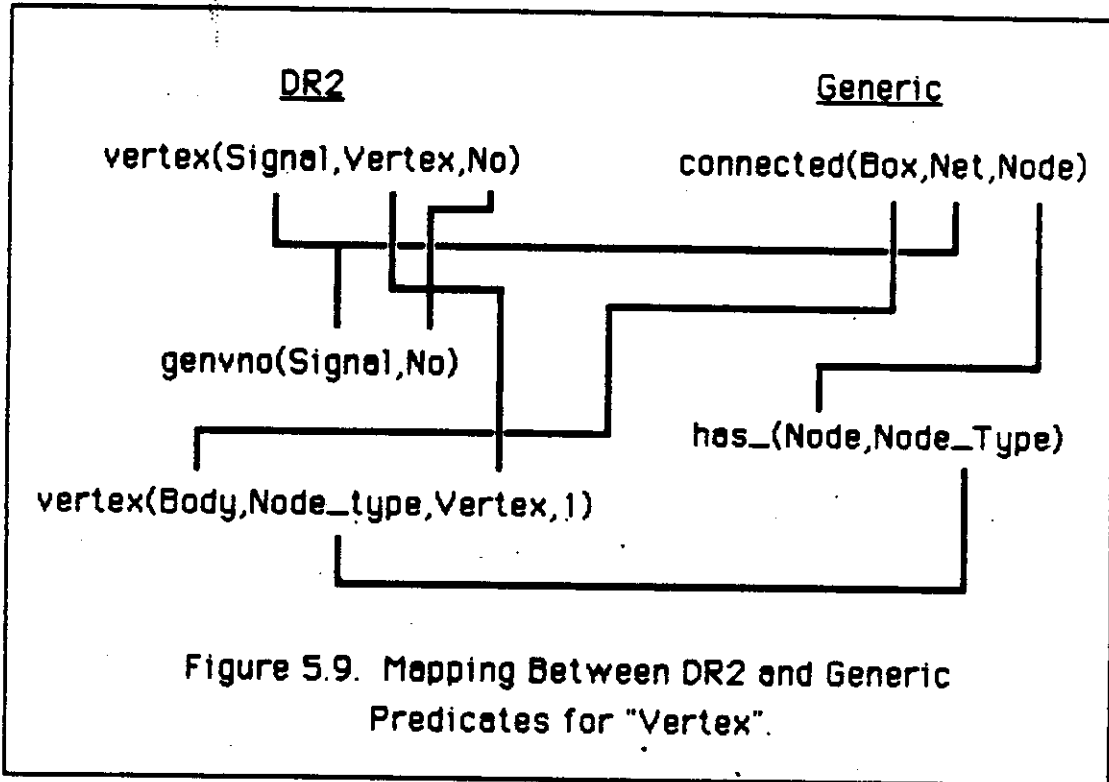 DR2 Generic
vertex(Signal,Vertex,No) connected(Box,Net,Node)
genvno(Signal,No)
has_(Node,Node_Type)
vertex(Body,Node_type,Vertex,1)
Figure 5.9. Mapping Between DR2 and Generic
Predicates for "Vertex".